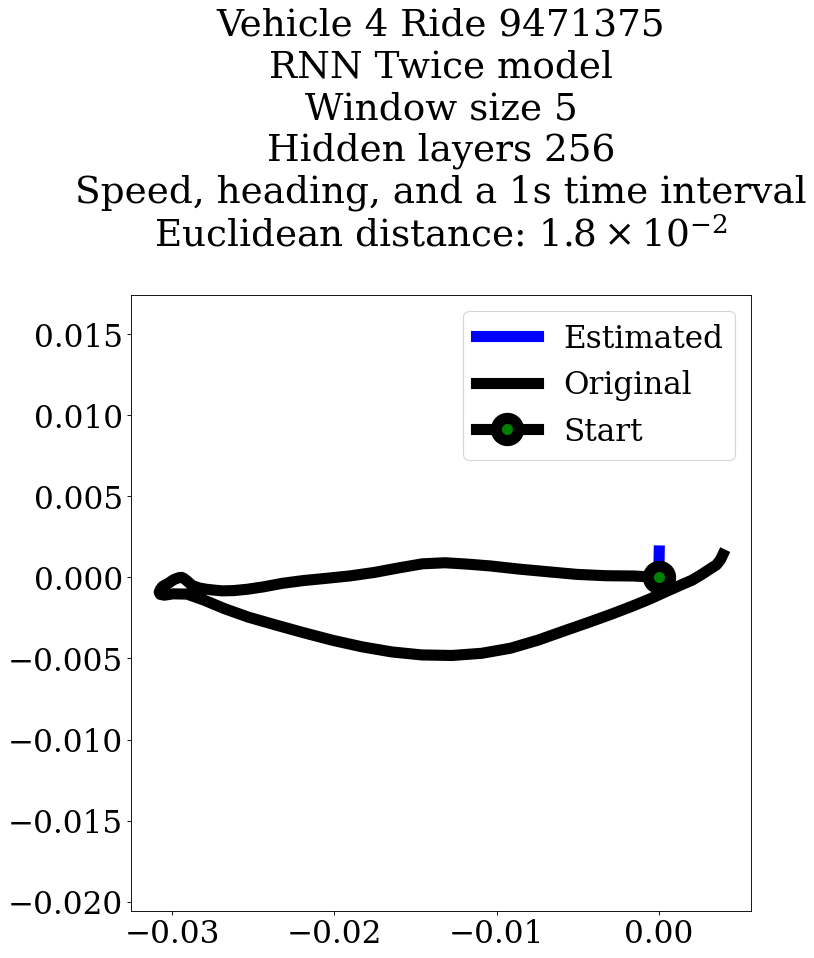 Vehicle 4 Ride 9471375
RNN Twice model
Window size 5
Hidden layers 256
Speed, heading, and a 1s time interval
Euclidean distance: 1.8 × 10⁻²
Estimated
Original
Start
0.015
0.010
0.005
0.000
−0.005
−0.010
−0.015
−0.020
−0.03 −0.02 −0.01 0.00